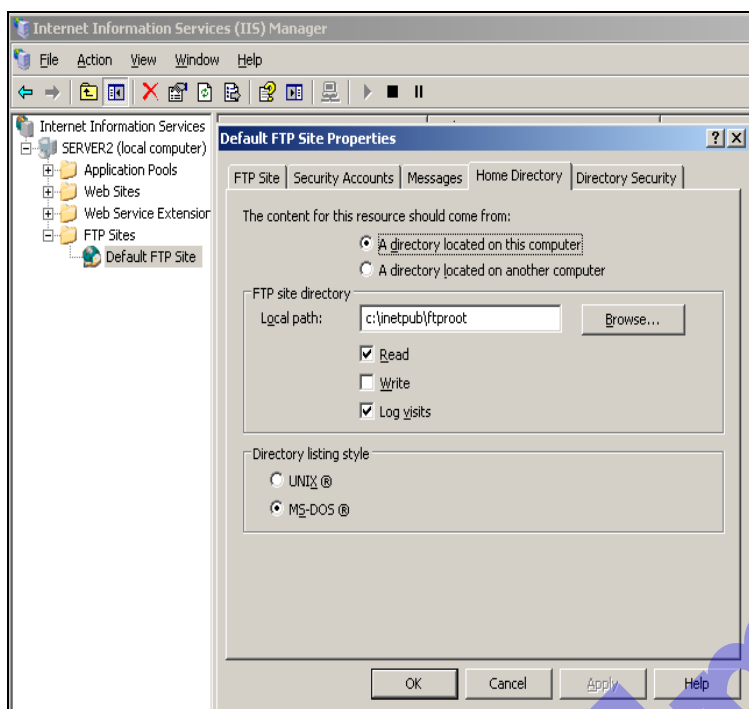 Internet Information Services (IIS) Manager
File Action View Window Help
Internet Information Services
SERVER2 (local computer)
Application Pools
Web Sites
Web Service Extension
FTP Sites
Default FTP Site
Default FTP Site Properties
FTP Site Security Accounts Messages Home Directory Directory Security
The content for this resource should come from:
A directory located on this computer
A directory located on another computer
FTP site directory
Local path: c:\inetpub\ftproot Browse...
Read
Write
Log visits
Directory listing style
UNIX ®
MS-DOS ®
OK Cancel Apply Help